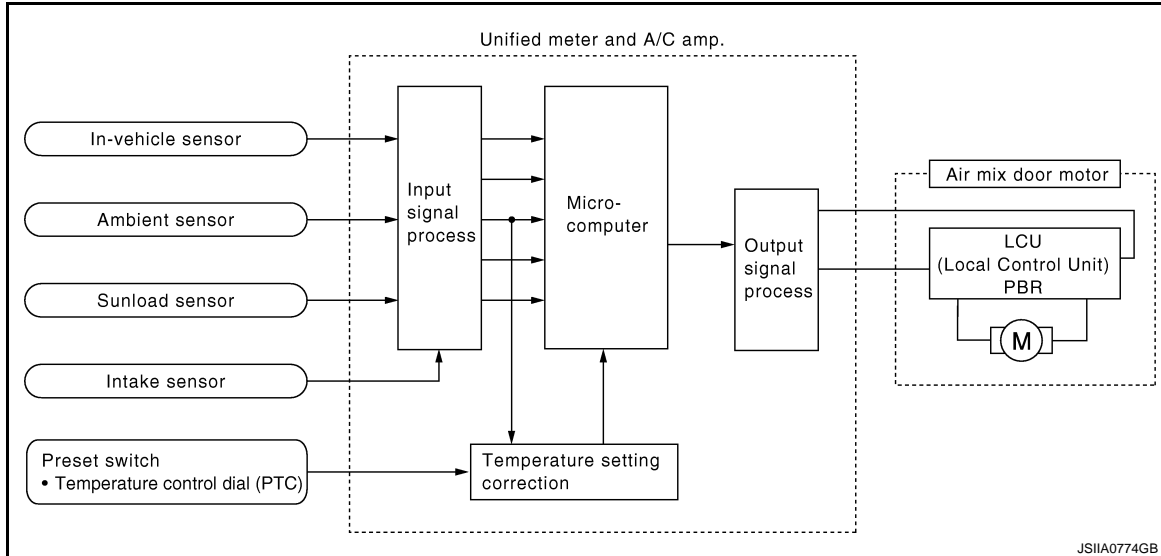 Unified meter and A/C amp.
In-vehicle sensor
Ambient sensor
Sunload sensor
Intake sensor
Preset switch
• Temperature control dial (PTC)
Input
signal
process
Micro-
computer
Temperature setting
correction
Output
signal
process
Air mix door motor
LCU
(Local Control Unit)
PBR
M
JSIIA0774GB